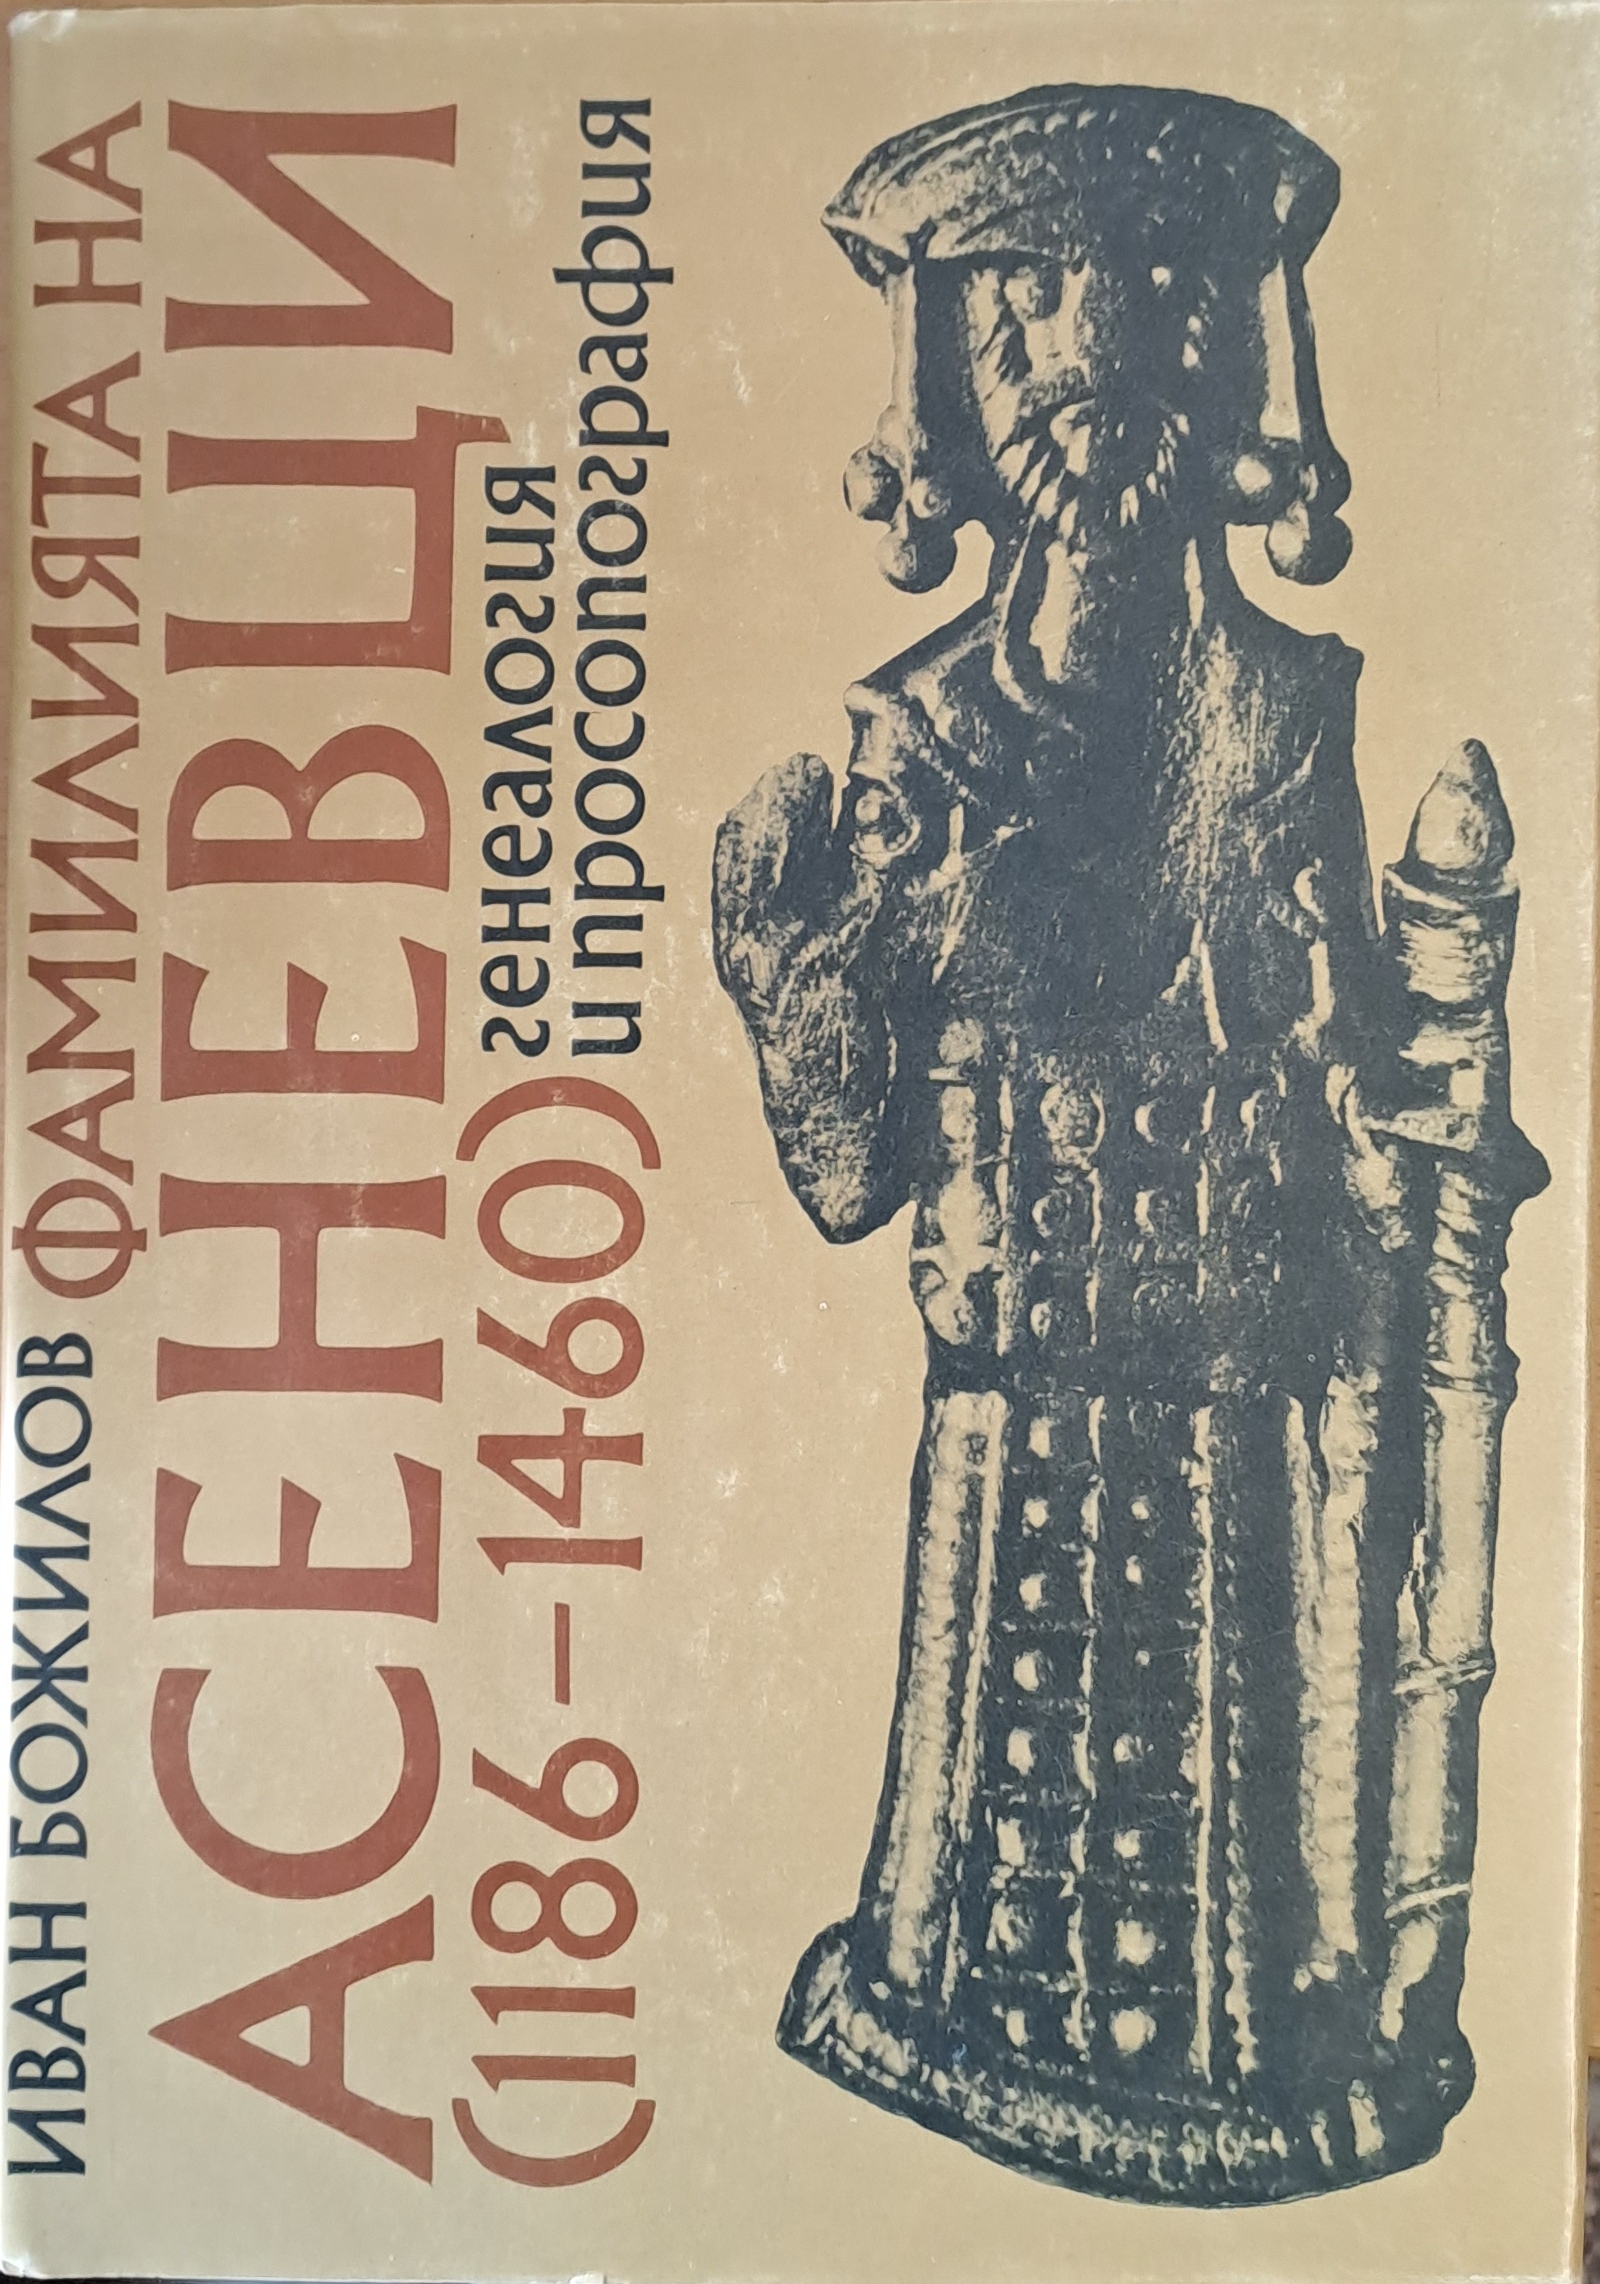 ИВАН БОЖИЛОВ ФАМИЛИЯТА НА
АСЕНЕВЦИ
(1186–1460) генеалогия
и просопография